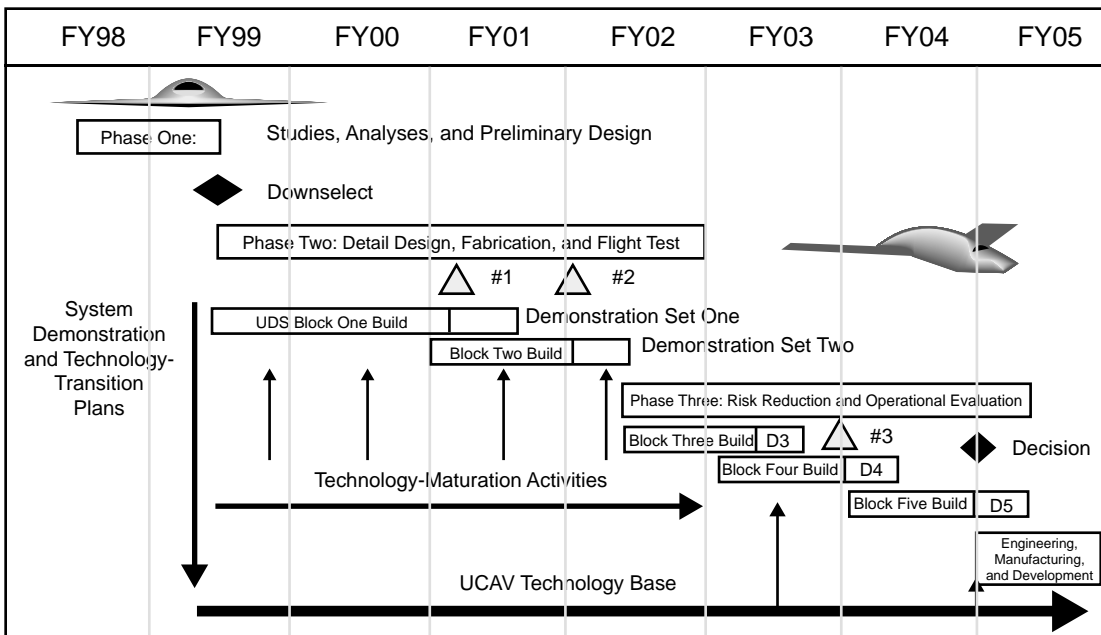 FY98 FY99 FY00 FY01 FY02 FY03 FY04 FY05
Phase One:
Studies, Analyses, and Preliminary Design
Downselect
Phase Two: Detail Design, Fabrication, and Flight Test
#1
#2
System
Demonstration
and Technology-
Transition
Plans
UDS Block One Build
Demonstration Set One
Block Two Build
Demonstration Set Two
Phase Three: Risk Reduction and Operational Evaluation
Block Three Build
D3
#3
Decision
Block Four Build
D4
Technology-Maturation Activities
Block Five Build
D5
Engineering,
Manufacturing,
and Development
UCAV Technology Base